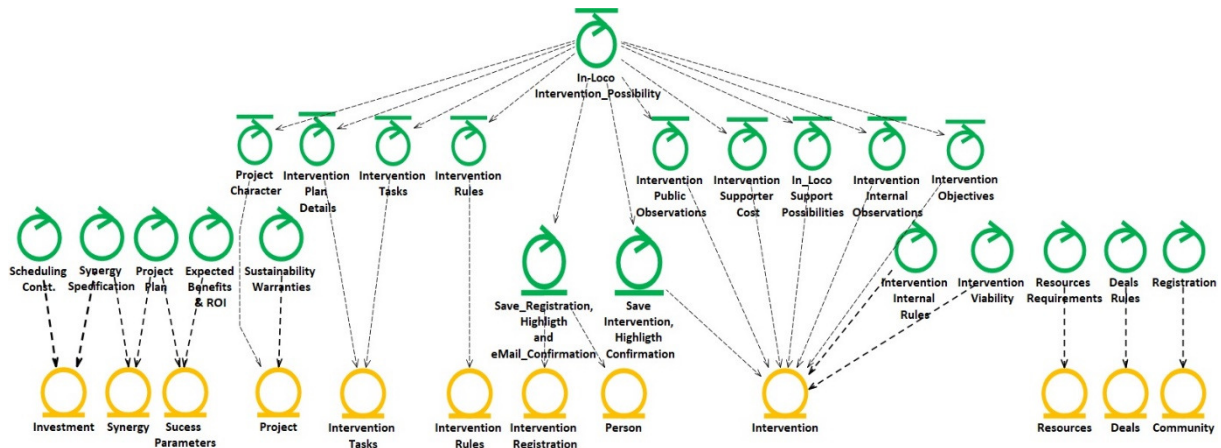 In-Loco
Intervention_Possibility
Project
Character
Intervention
Plan
Details
Intervention
Tasks
Intervention
Rules
Intervention
Public
Observations
Intervention
Supporter
Cost
In_Loco
Support
Possibilities
Intervention
Internal
Observations
Intervention
Objectives
Scheduling
Const.
Synergy
Specification
Project
Plan
Expected
Benefits
& ROI
Sustainability
Warranties
Save_Registration,
Highligth
and
eMail_Confirmation
Save
Intervention,
Highligth
Confirmation
Intervention
Internal
Rules
Intervention
Viability
Resources
Requirements
Deals
Rules
Registration
Investment
Synergy
Sucess
Parameters
Project
Intervention
Tasks
Intervention
Rules
Intervention
Registration
Person
Intervention
Resources
Deals
Community